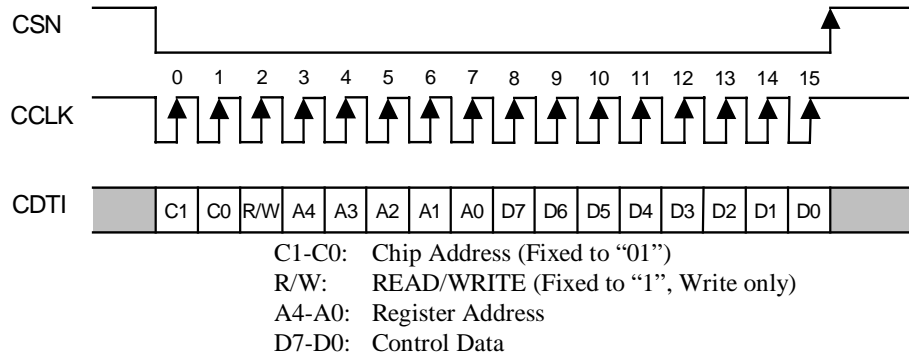 CSN
0 1 2 3 4 5 6 7 8 9 10 11 12 13 14 15
CCLK
CDTI C1 C0 R/W A4 A3 A2 A1 A0 D7 D6 D5 D4 D3 D2 D1 D0
C1-C0: Chip Address (Fixed to “01”)
R/W: READ/WRITE (Fixed to “1”, Write only)
A4-A0: Register Address
D7-D0: Control Data